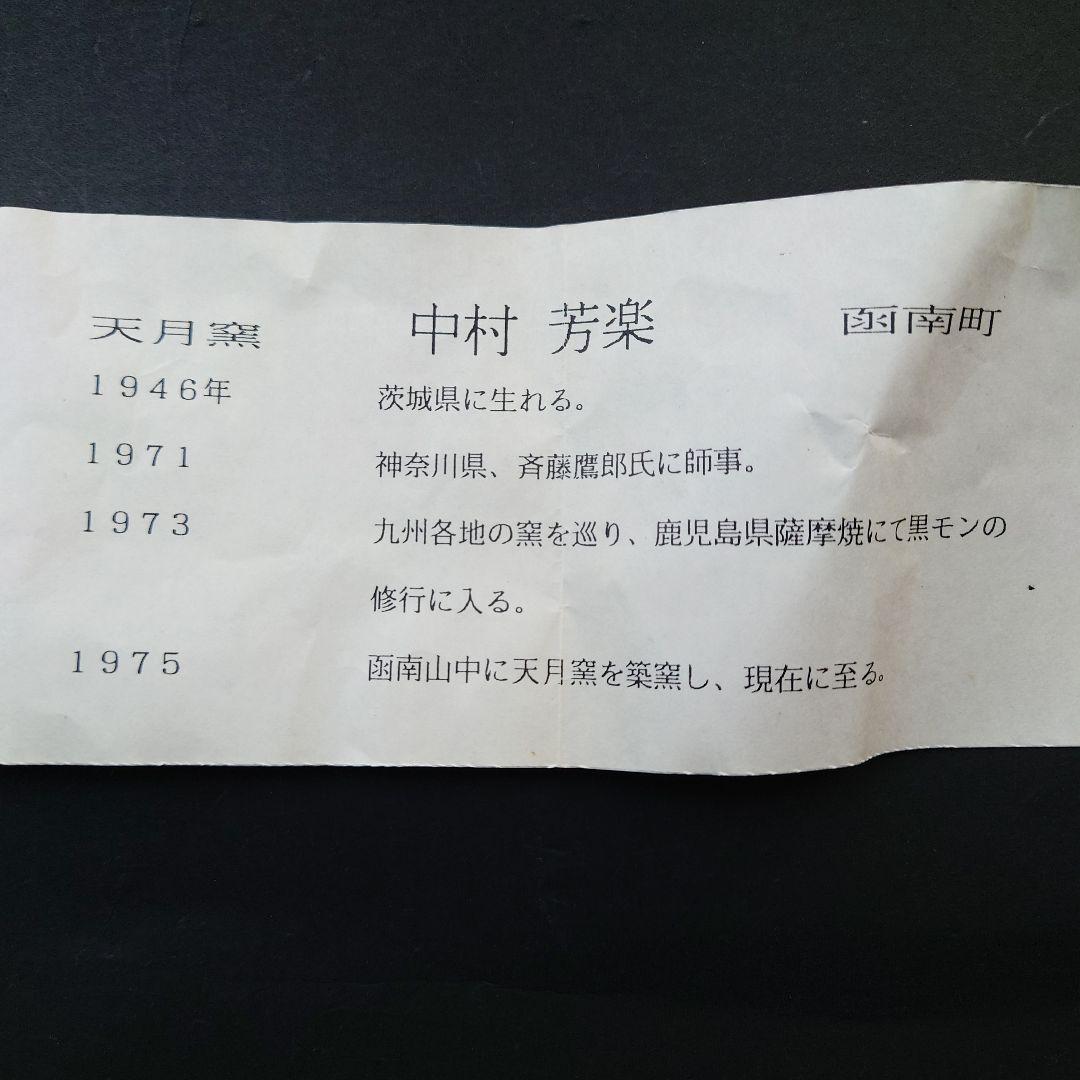 天月窯 中村 芳楽 函南町
1946年 茨城県に生れる。
1971 神奈川県、斉藤鷹郎氏に師事。
1973 九州各地の窯を巡り、鹿児島県薩摩焼にて黒モンの
修行に入る。
1975 函南山中に天月窯を築窯し、現在に至る。